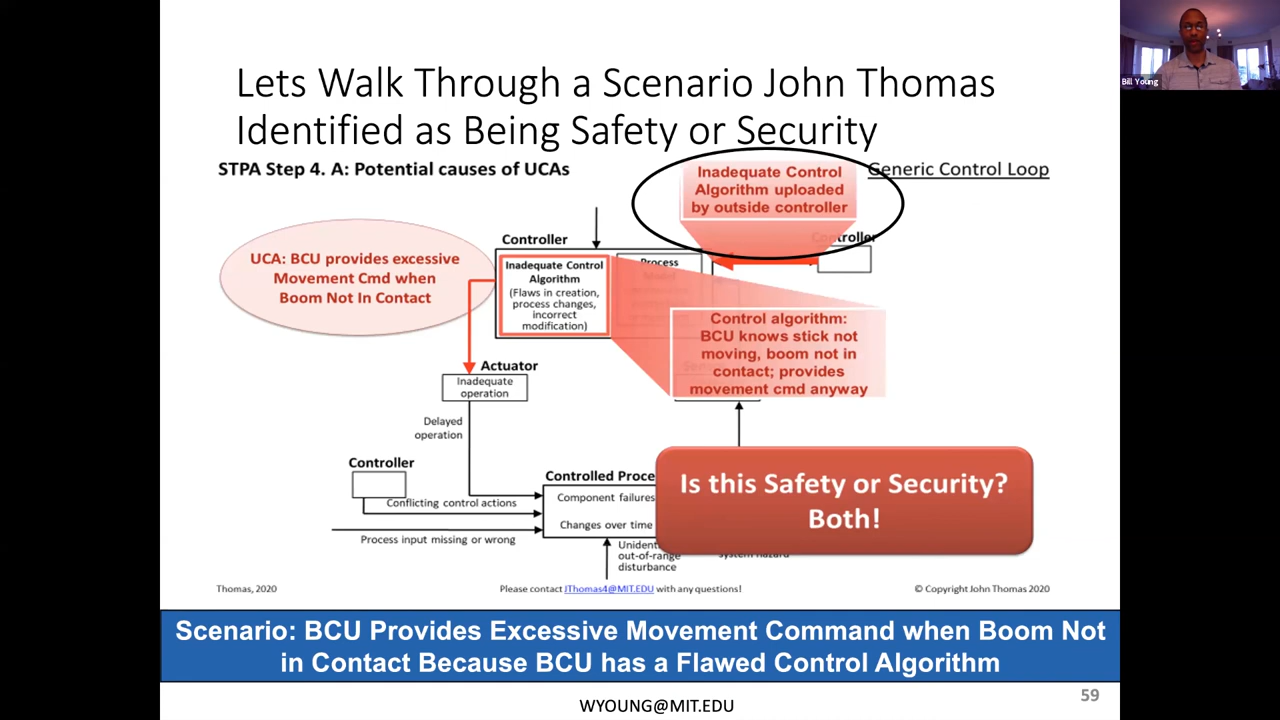 Bill Young
Lets Walk Through a Scenario John Thomas
Identified as Being Safety or Security
STPA Step 4. A: Potential causes of UCAs
Generic Control Loop
Inadequate Control
Algorithm uploaded
by outside controller
Controller
Controller
UCA: BCU provides excessive
Movement Cmd when
Boom Not In Contact
Inadequate Control
Algorithm
(Flaws in creation,
process changes,
incorrect
modification)
Process
Control algorithm:
BCU knows stick not
moving, boom not in
contact; provides
movement cmd anyway
Actuator
Inadequate
operation
Delayed
operation
Controller
Conflicting control actions
Process input missing or wrong
Controlled Proce
Component failures
Changes over time
Unident
out-of-range
disturbance
system hazard
Is this Safety or Security?
Both!
Thomas, 2020
Please contact JThomas4@MIT.EDU with any questions!
© Copyright John Thomas 2020
Scenario: BCU Provides Excessive Movement Command when Boom Not
in Contact Because BCU has a Flawed Control Algorithm
WYOUNG@MIT.EDU
59